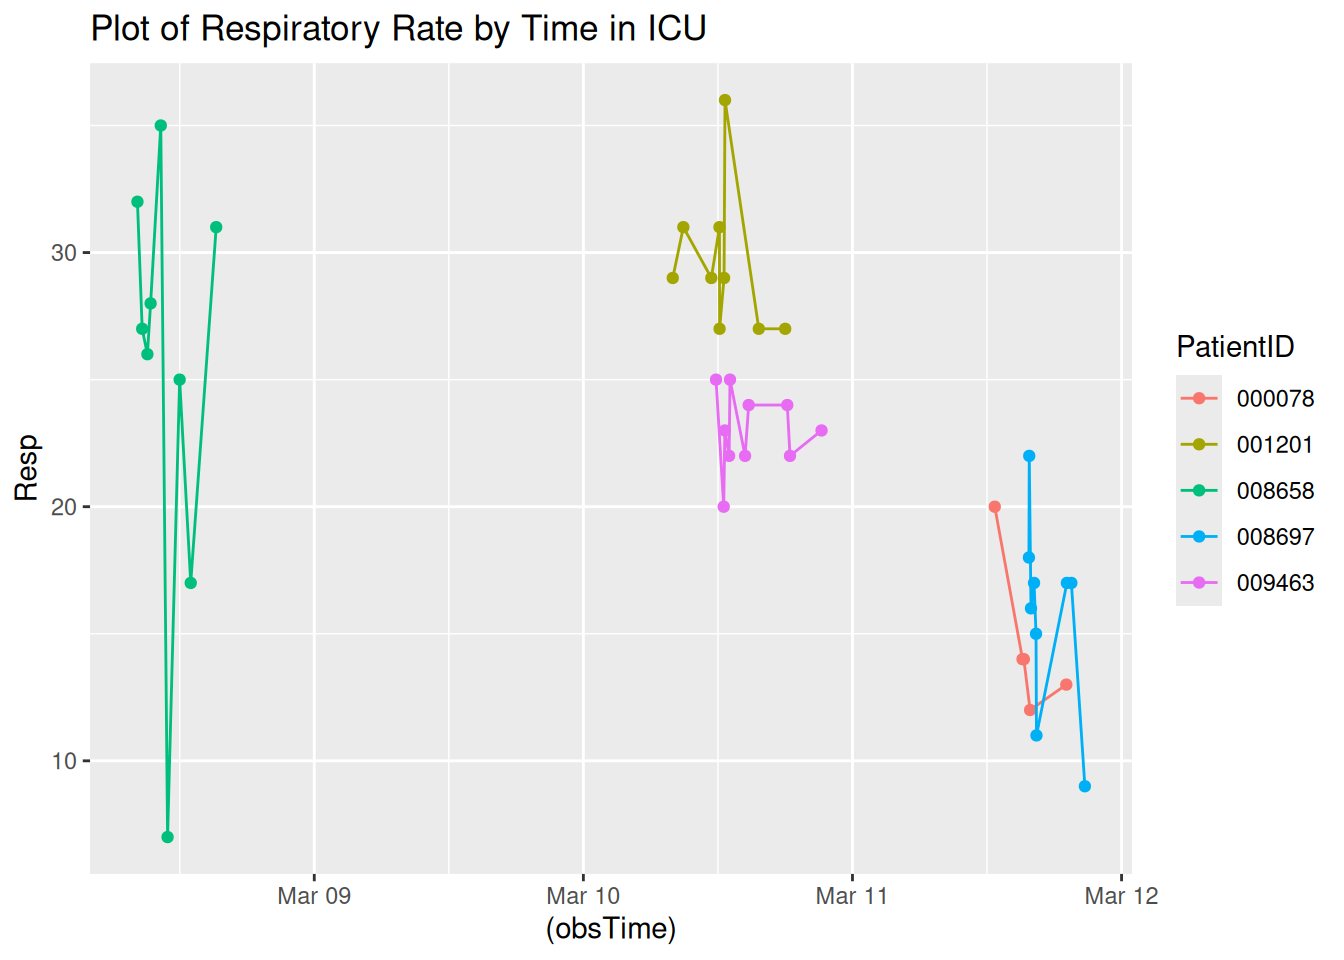 Plot of Respiratory Rate by Time in ICU
Resp
30
20
10
Mar 09
Mar 10
Mar 11
Mar 12
(obsTime)
PatientID
000078
001201
008658
008697
009463